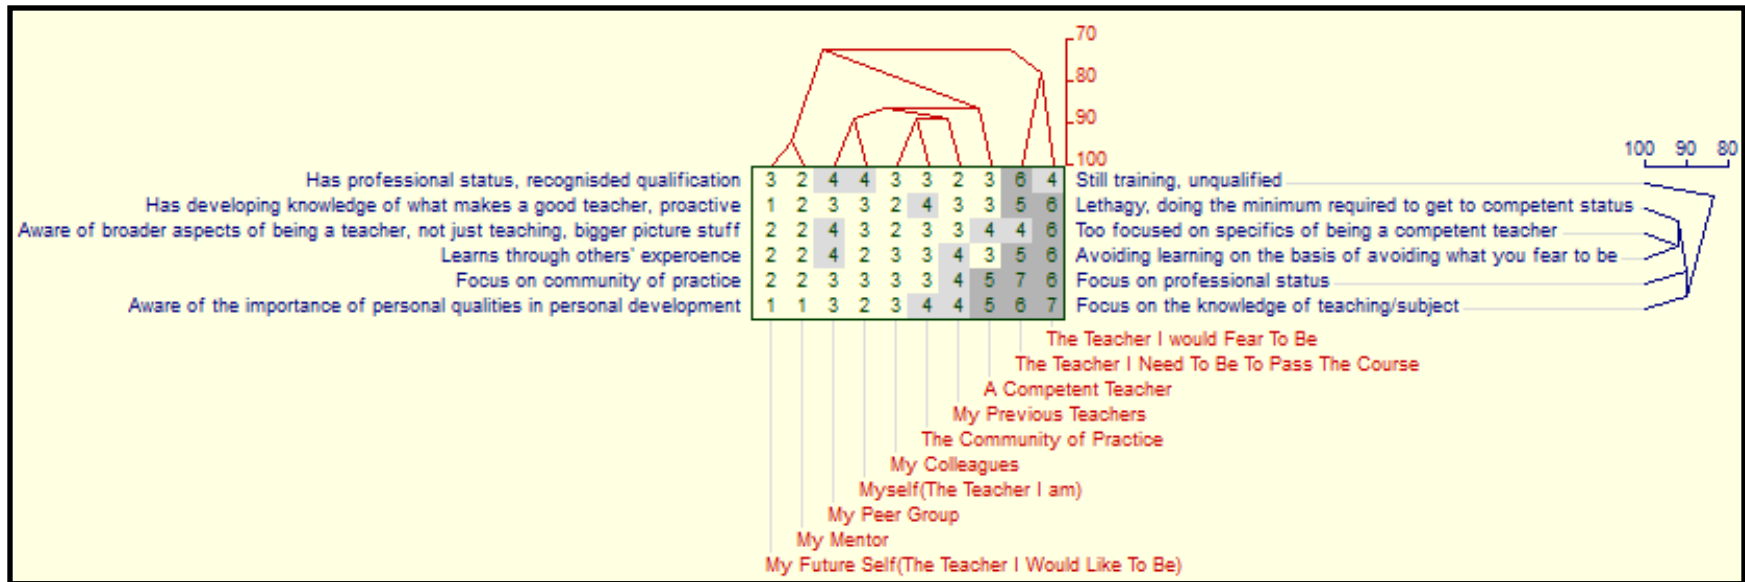 70
80
90
100
100 90 80
Has professional status, recognisded qualification 3 2 4 4 3 3 2 3 6 4 Still training, unqualified
Has developing knowledge of what makes a good teacher, proactive 1 2 3 3 2 4 3 3 5 6 Lethagy, doing the minimum required to get to competent status
Aware of broader aspects of being a teacher, not just teaching, bigger picture stuff 2 2 4 3 2 3 3 4 4 6 Too focused on specifics of being a competent teacher
Learns through others' experoence 2 2 4 2 3 3 4 3 5 6 Avoiding learning on the basis of avoiding what you fear to be
Focus on community of practice 2 2 3 3 3 3 4 5 7 6 Focus on professional status
Aware of the importance of personal qualities in personal development 1 1 3 2 3 4 4 5 6 7 Focus on the knowledge of teaching/subject
The Teacher I would Fear To Be
The Teacher I Need To Be To Pass The Course
A Competent Teacher
My Previous Teachers
The Community of Practice
My Colleagues
Myself(The Teacher I am)
My Peer Group
My Mentor
My Future Self(The Teacher I Would Like To Be)